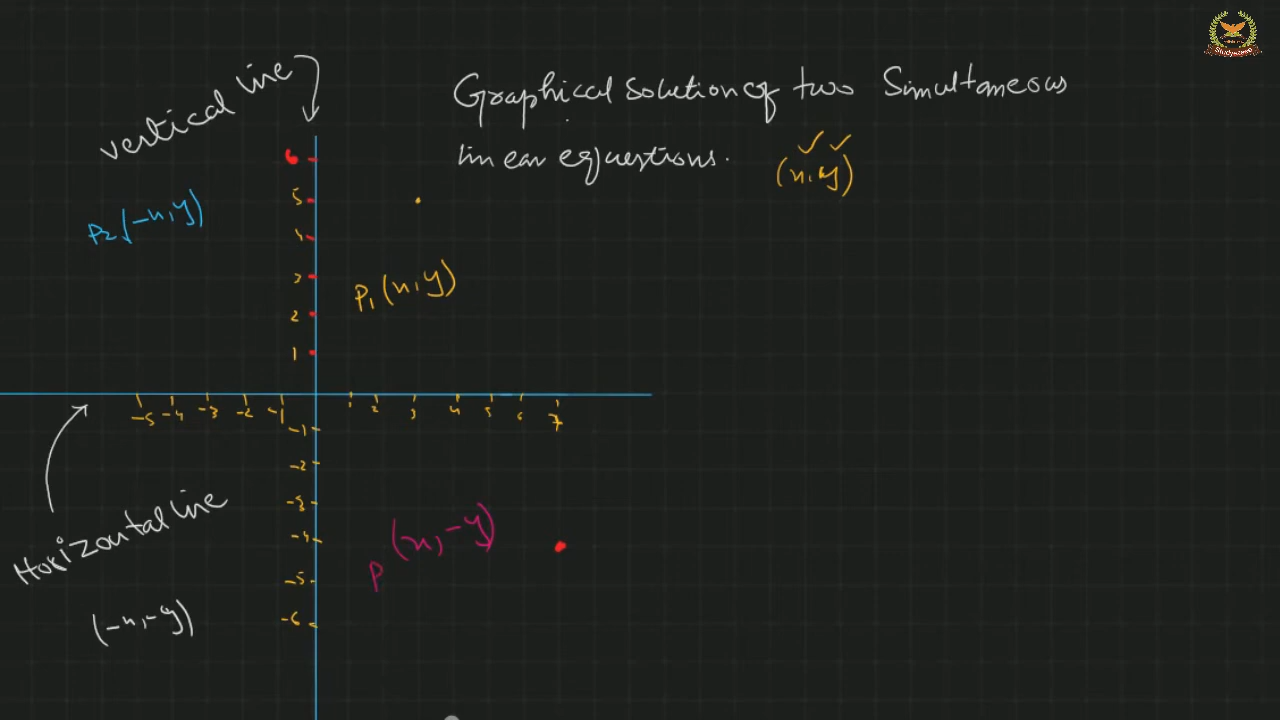 Graphical solution of two Simultaneous
linear equestions. (x, y)
vertical line
P2(-x, y)
P1(x, y)
6
5
4
3
2
1
-5 -4 -3 -2 -1 1 2 3 4 5 6 7
-1
-2
-3
-4
-5
-6
Horizontal line
P(x, -y)
(-x, -y)